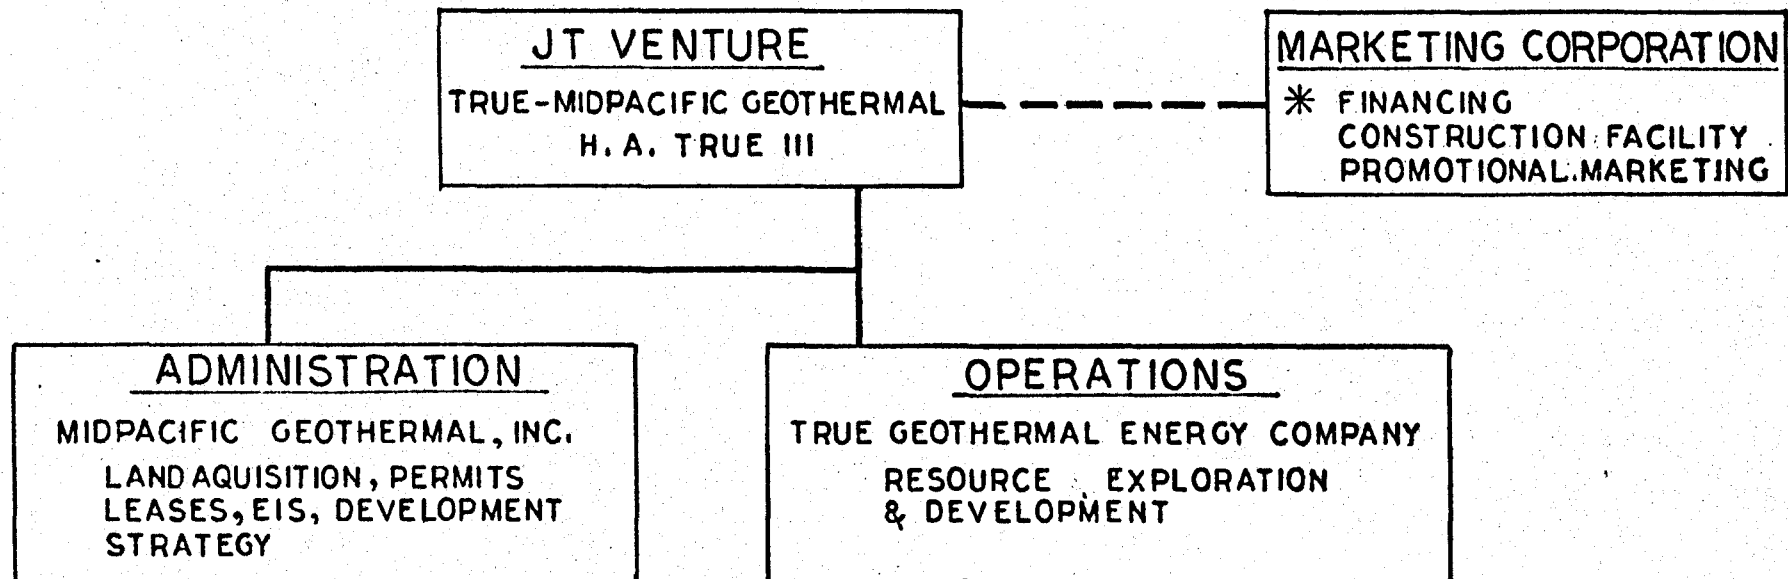 JT VENTURE
TRUE-MIDPACIFIC GEOTHERMAL
H. A. TRUE III
MARKETING CORPORATION
* FINANCING
CONSTRUCTION FACILITY
PROMOTIONAL MARKETING
ADMINISTRATION
MIDPACIFIC GEOTHERMAL, INC.
LAND AQUISITION, PERMITS
LEASES, EIS, DEVELOPMENT
STRATEGY
OPERATIONS
TRUE GEOTHERMAL ENERGY COMPANY
RESOURCE EXPLORATION
& DEVELOPMENT